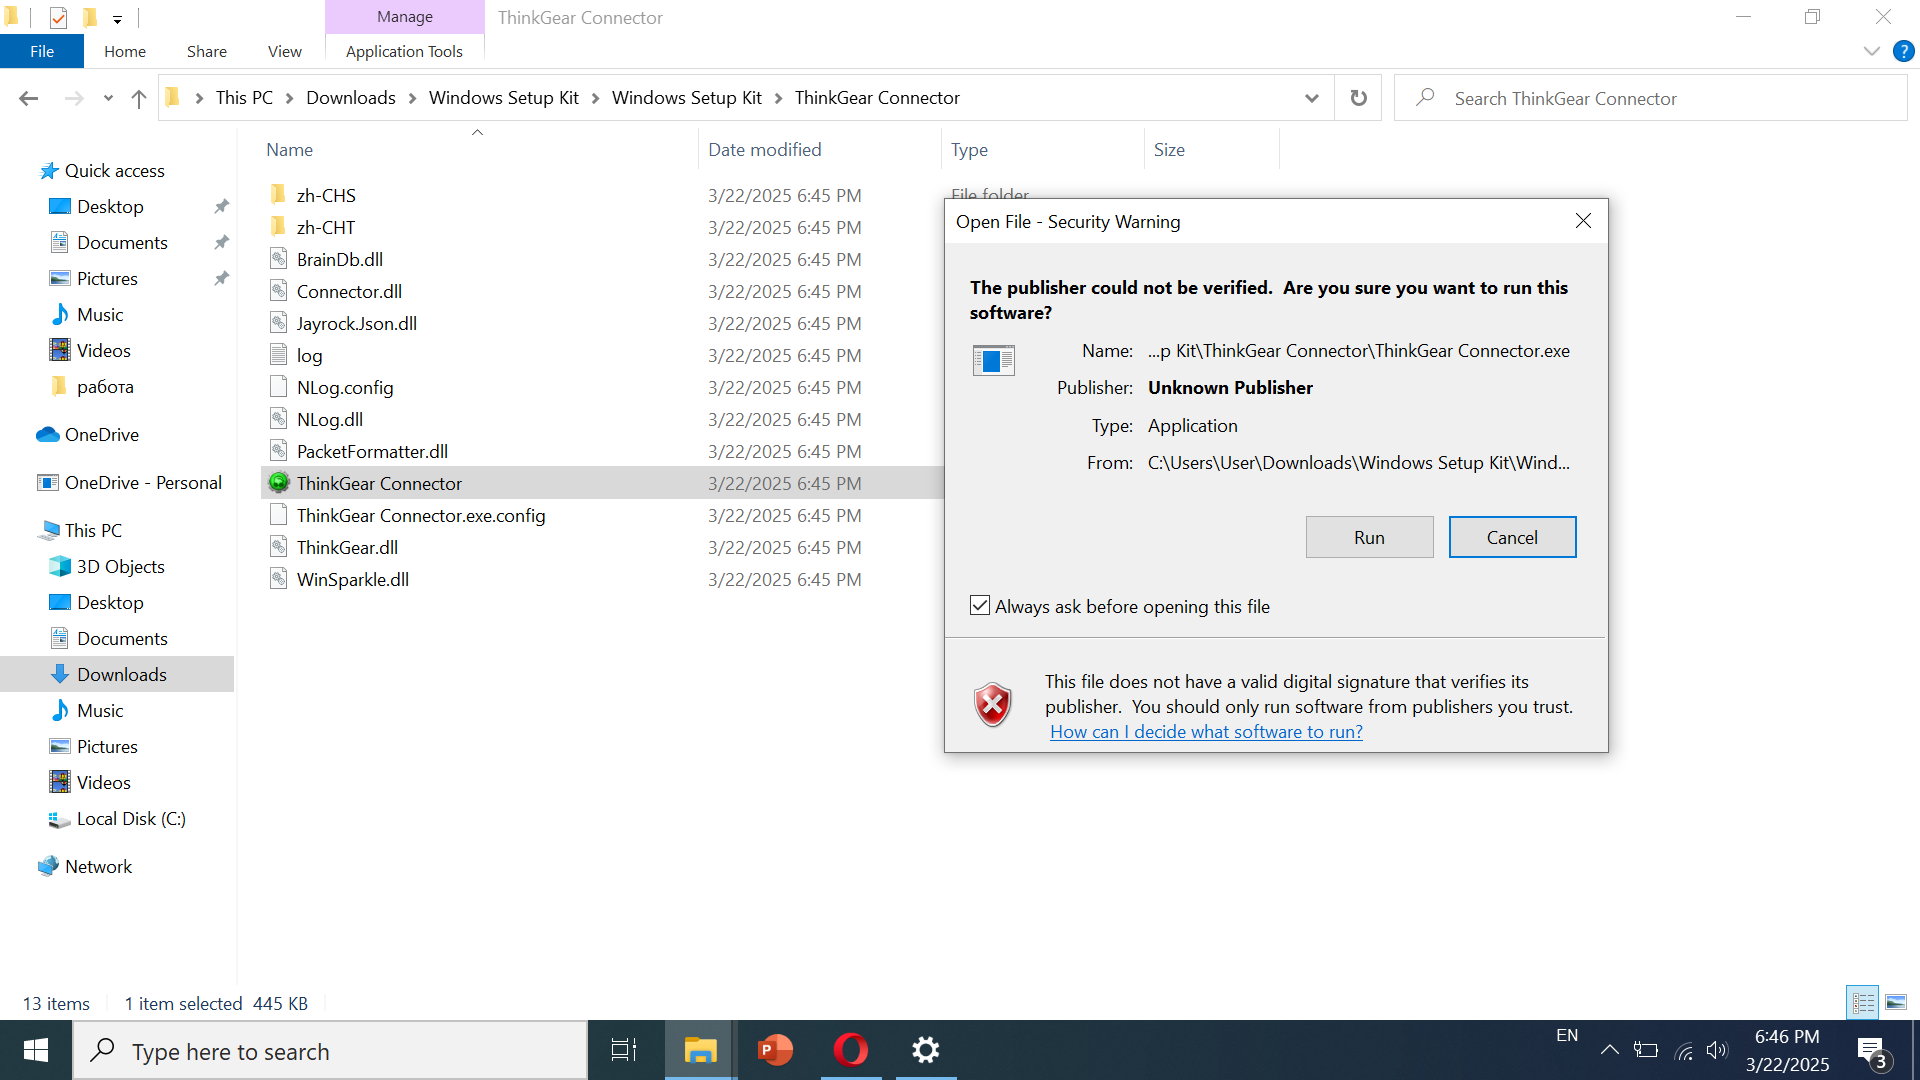 Manage
ThinkGear Connector
File
Home
Share
View
Application Tools
This PC
Downloads
Windows Setup Kit
Windows Setup Kit
ThinkGear Connector
Search ThinkGear Connector
Name
Date modified
Type
Size
Quick access
Desktop
Documents
Pictures
Music
Videos
работа
OneDrive
OneDrive - Personal
This PC
3D Objects
Desktop
Documents
Downloads
Music
Pictures
Videos
Local Disk (C:)
Network
zh-CHS 3/22/2025 6:45 PM File folder
zh-CHT 3/22/2025 6:45 PM
BrainDb.dll 3/22/2025 6:45 PM
Connector.dll 3/22/2025 6:45 PM
Jayrock.Json.dll 3/22/2025 6:45 PM
log 3/22/2025 6:45 PM
NLog.config 3/22/2025 6:45 PM
NLog.dll 3/22/2025 6:45 PM
PacketFormatter.dll 3/22/2025 6:45 PM
ThinkGear Connector 3/22/2025 6:45 PM
ThinkGear Connector.exe.config 3/22/2025 6:45 PM
ThinkGear.dll 3/22/2025 6:45 PM
WinSparkle.dll 3/22/2025 6:45 PM
Open File - Security Warning
The publisher could not be verified. Are you sure you want to run this
software?
Name: ...p Kit\ThinkGear Connector\ThinkGear Connector.exe
Publisher: Unknown Publisher
Type: Application
From: C:\Users\User\Downloads\Windows Setup Kit\Wind...
Run
Cancel
Always ask before opening this file
This file does not have a valid digital signature that verifies its
publisher. You should only run software from publishers you trust.
How can I decide what software to run?
13 items
1 item selected 445 KB
Type here to search
EN
6:46 PM
3/22/2025
3